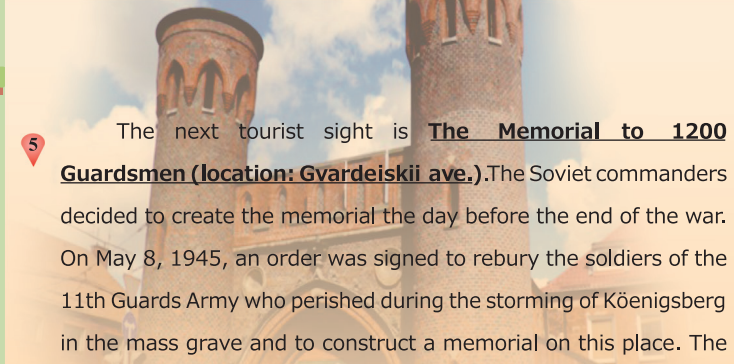 5
The next tourist sight is The Memorial to 1200
Guardsmen (location: Gvardeiskii ave.).The Soviet commanders
decided to create the memorial the day before the end of the war.
On May 8, 1945, an order was signed to rebury the soldiers of the
11th Guards Army who perished during the storming of Köenigsberg
in the mass grave and to construct a memorial on this place. The